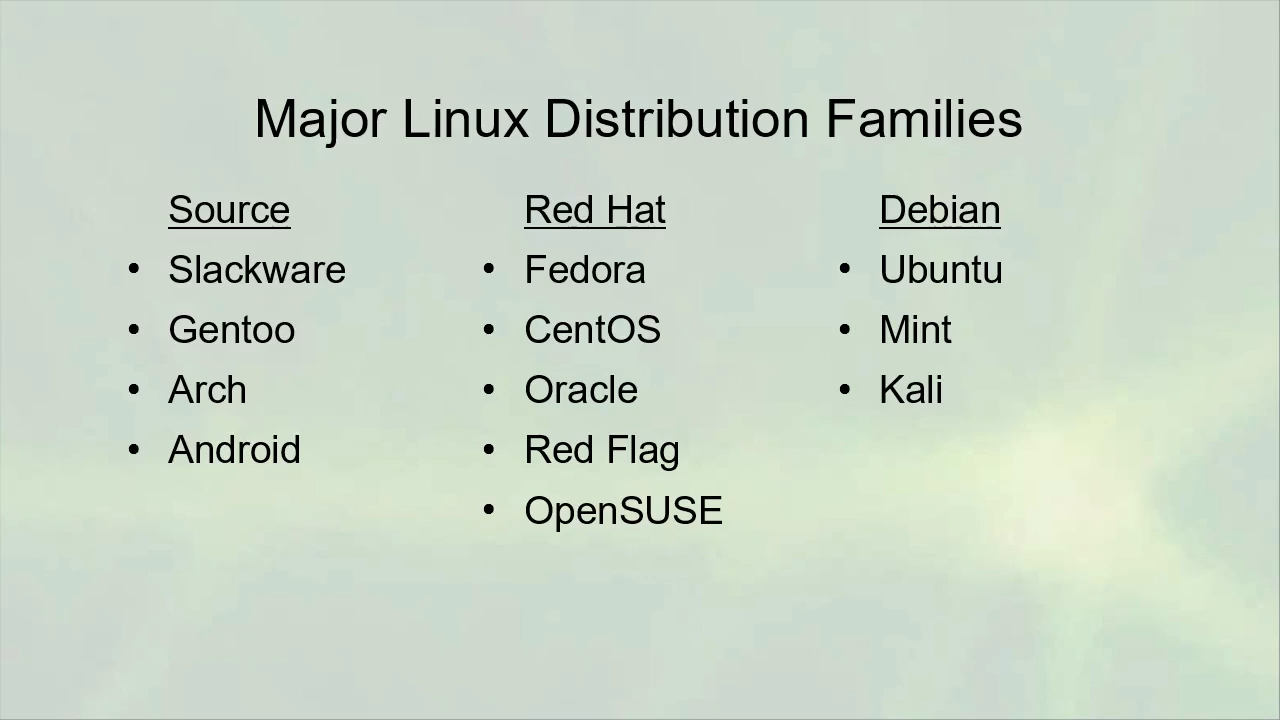 Major Linux Distribution Families
Source
• Slackware
• Gentoo
• Arch
• Android
Red Hat
• Fedora
• CentOS
• Oracle
• Red Flag
• OpenSUSE
Debian
• Ubuntu
• Mint
• Kali